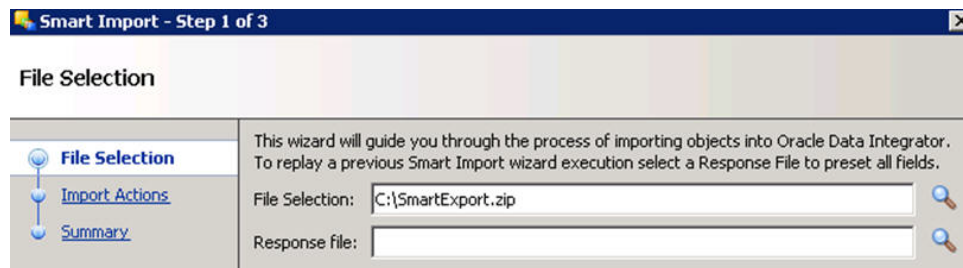 Smart Import - Step 1 of 3
File Selection
File Selection
This wizard will guide you through the process of importing objects into Oracle Data Integrator.
To replay a previous Smart Import wizard execution select a Response File to preset all fields.
Import Actions
File Selection: C:\SmartExport.zip
Summary
Response file: